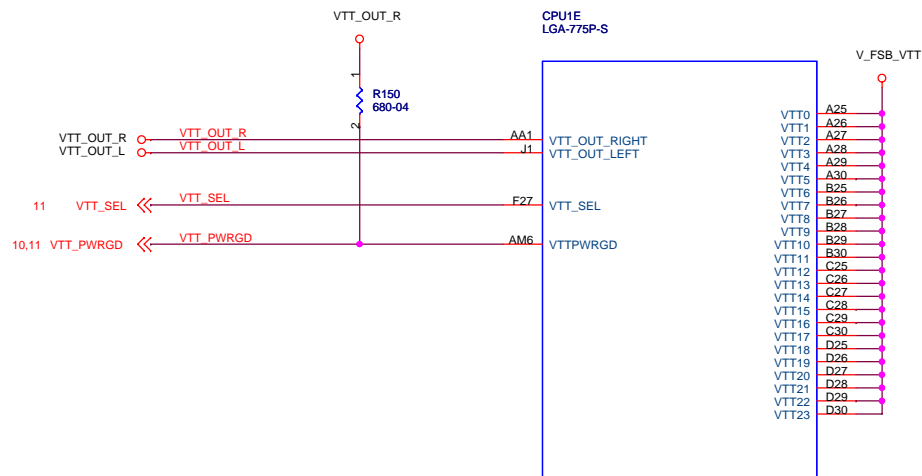 VTT_OUT_R
CPU1E
LGA-775P-S
V_FSB_VTT
1
R150
680-04
2
VTT_OUT_R VTT_OUT_R AA1 VTT_OUT_RIGHT
VTT_OUT_L VTT_OUT_L J1 VTT_OUT_LEFT
11 VTT_SEL VTT_SEL F27 VTT_SEL
10,11 VTT_PWRGD VTT_PWRGD AM6 VTTPWRGD
VTT0 A25
VTT1 A26
VTT2 A27
VTT3 A28
VTT4 A29
VTT5 A30
VTT6 B25
VTT7 B26
VTT8 B27
VTT9 B28
VTT10 B29
VTT11 B30
VTT12 C25
VTT13 C26
VTT14 C27
VTT15 C28
VTT16 C29
VTT17 C30
VTT18 D25
VTT19 D26
VTT20 D27
VTT21 D28
VTT22 D29
VTT23 D30